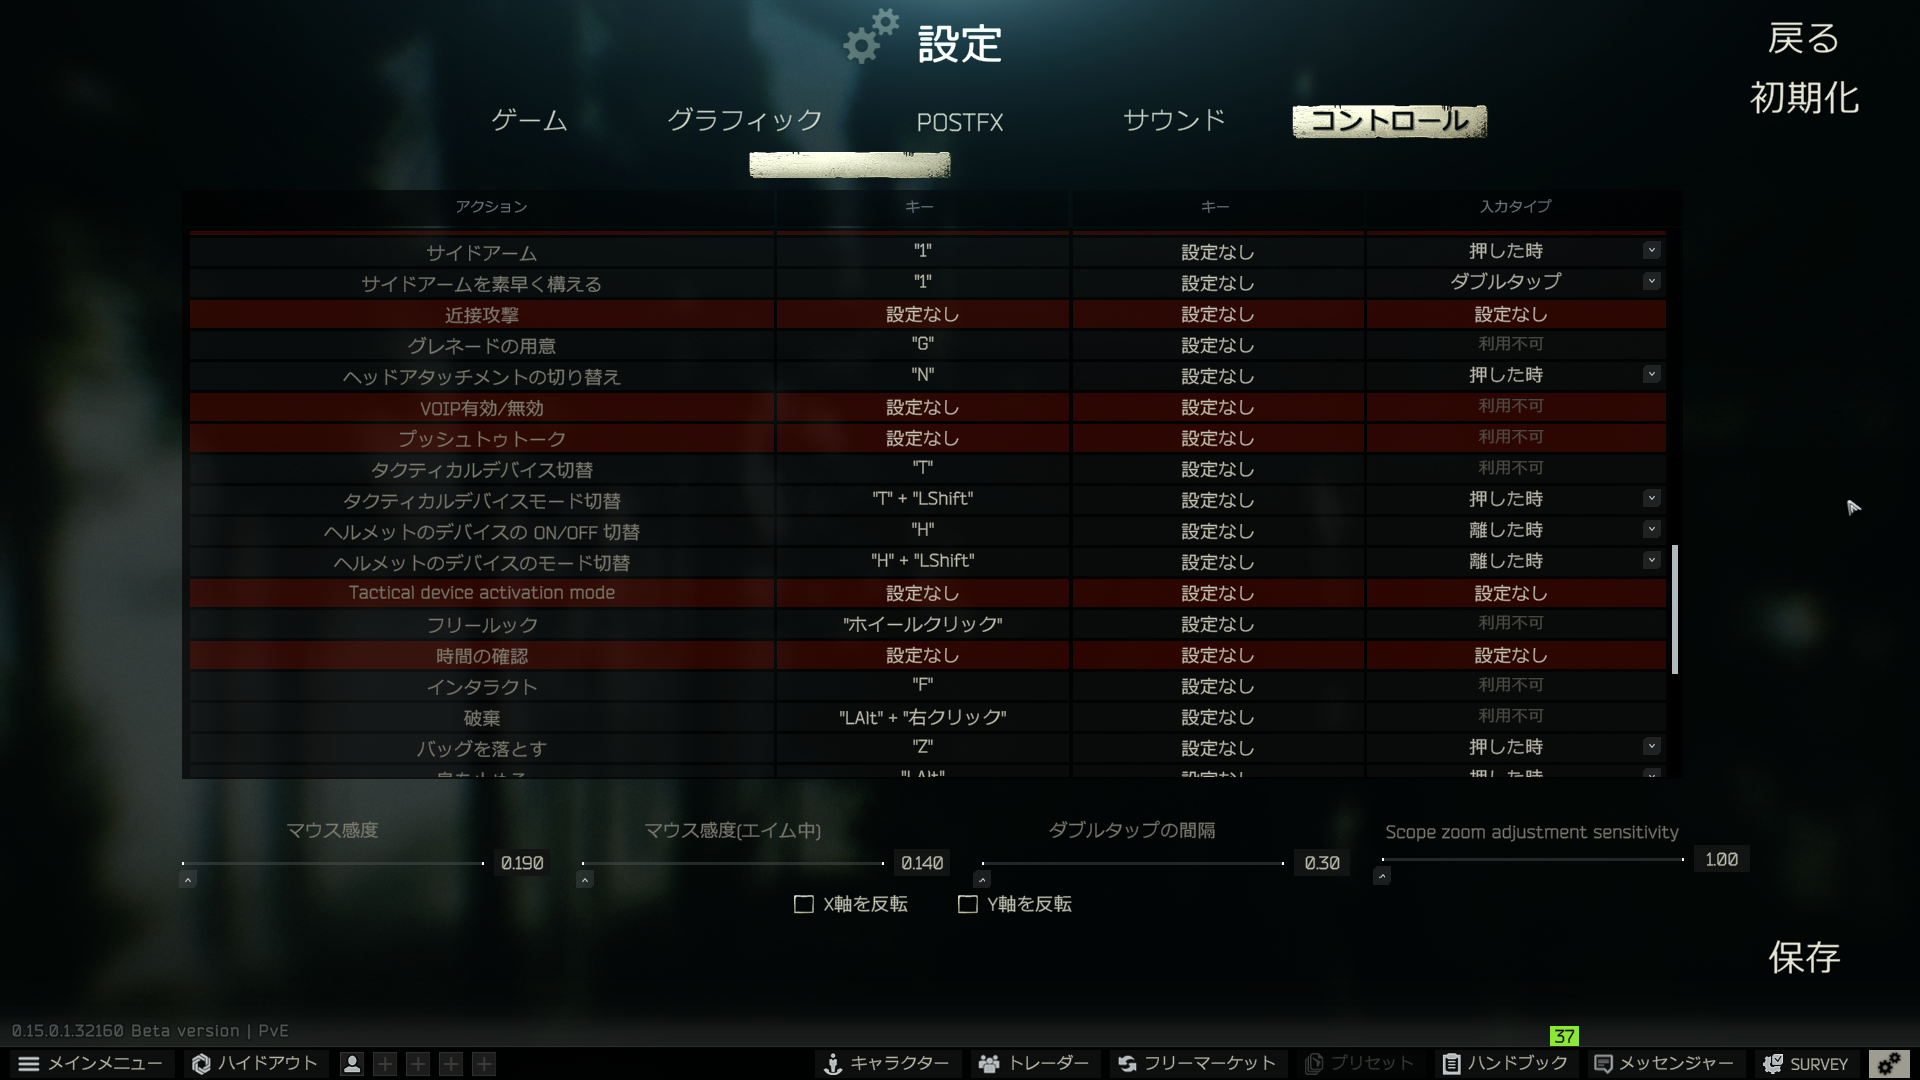 設定
戻る
初期化
ゲーム グラフィック POSTFX サウンド コントロール
アクション キー キー 入力タイプ
サイドアーム "1" 設定なし 押した時
サイドアームを素早く構える "1" 設定なし ダブルタップ
近接攻撃 設定なし 設定なし 設定なし
グレネードの用意 "G" 設定なし 利用不可
ヘッドアタッチメントの切り替え "N" 設定なし 押した時
VOIP有効/無効 設定なし 設定なし 利用不可
プッシュトゥトーク 設定なし 設定なし 利用不可
タクティカルデバイス切替 "T" 設定なし 利用不可
タクティカルデバイスモード切替 "T" + "LShift" 設定なし 押した時
ヘルメットのデバイスの ON/OFF 切替 "H" 設定なし 離した時
ヘルメットのデバイスのモード切替 "H" + "LShift" 設定なし 離した時
Tactical device activation mode 設定なし 設定なし 設定なし
フリールック "ホイールクリック" 設定なし 利用不可
時間の確認 設定なし 設定なし 設定なし
インタラクト "F" 設定なし 利用不可
破棄 "LAlt" + "右クリック" 設定なし 利用不可
バッグを落とす "Z" 設定なし 押した時
息を止める "LAlt" 設定なし 押した時
マウス感度 マウス感度(エイム中) ダブルタップの間隔 Scope zoom adjustment sensitivity
0.190 0.140 0.30 1.00
X軸を反転 Y軸を反転
保存
0.15.0.1.32160 Beta version | PvE
37
メインメニュー ハイドアウト キャラクター トレーダー フリーマーケット プリセット ハンドブック メッセンジャー SURVEY